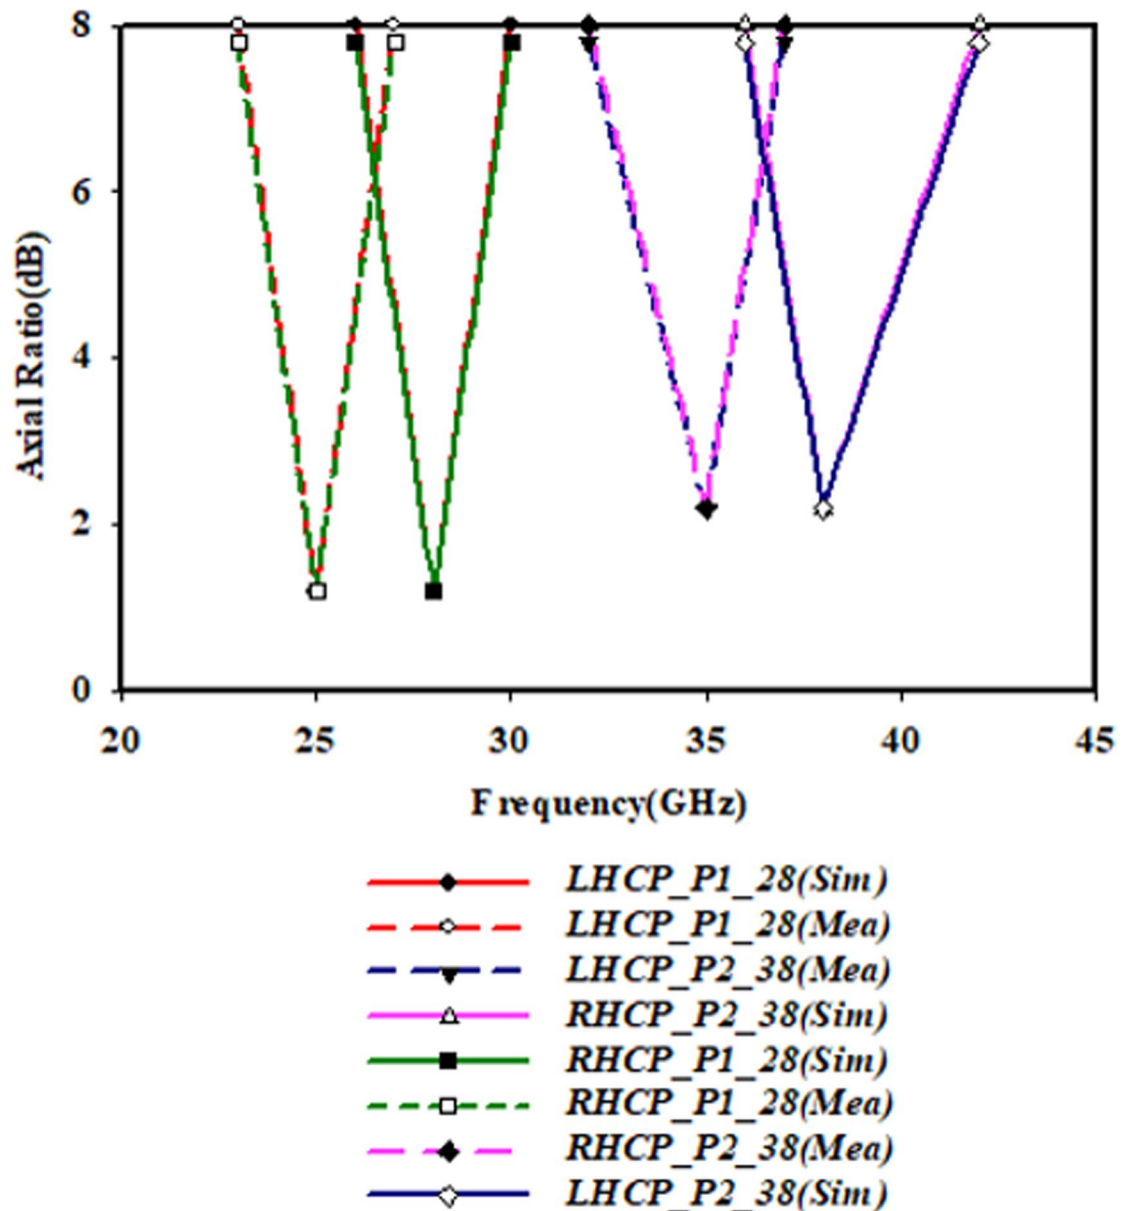 8
6
4
2
0
Axial Ratio(dB)
20 25 30 35 40 45
Frequency(GHz)
LHCP_P1_28(Sim)
LHCP_P1_28(Mea)
LHCP_P2_38(Mea)
RHCP_P2_38(Sim)
RHCP_P1_28(Sim)
RHCP_P1_28(Mea)
RHCP_P2_38(Mea)
LHCP_P2_38(Sim)